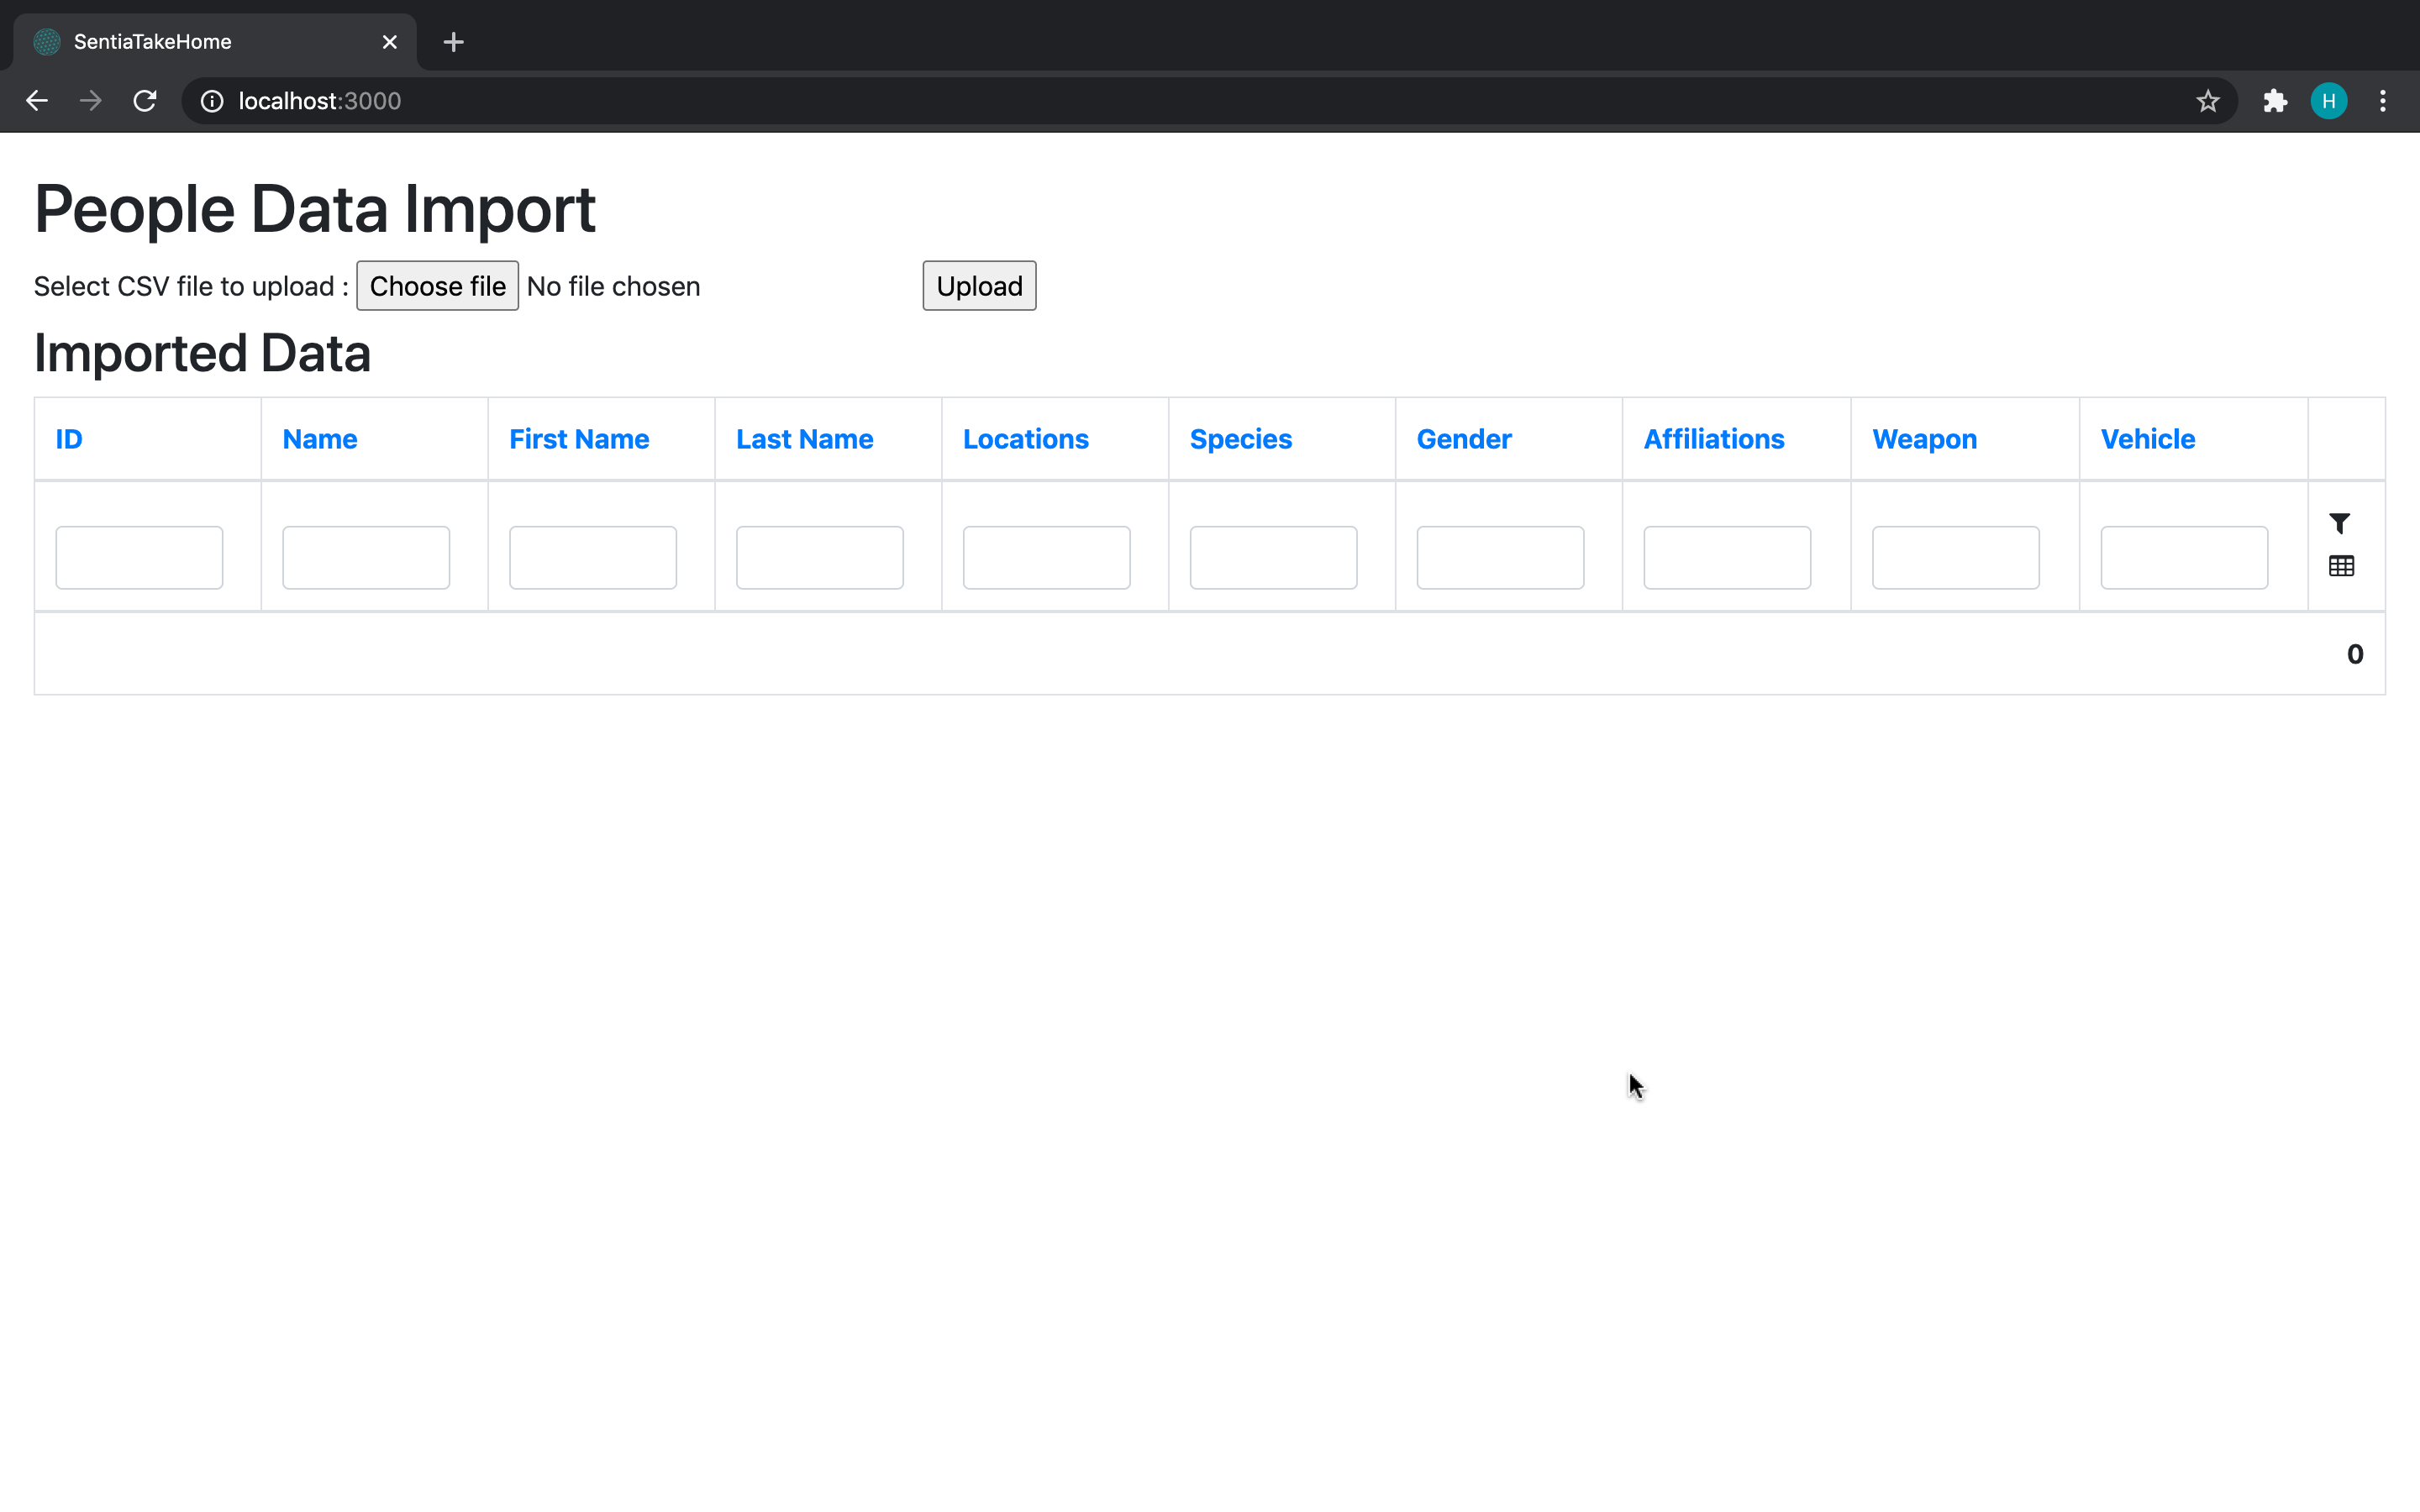 SentiaTakeHome
localhost:3000
H
People Data Import
Select CSV file to upload : Choose file No file chosen Upload
Imported Data
ID Name First Name Last Name Locations Species Gender Affiliations Weapon Vehicle
0